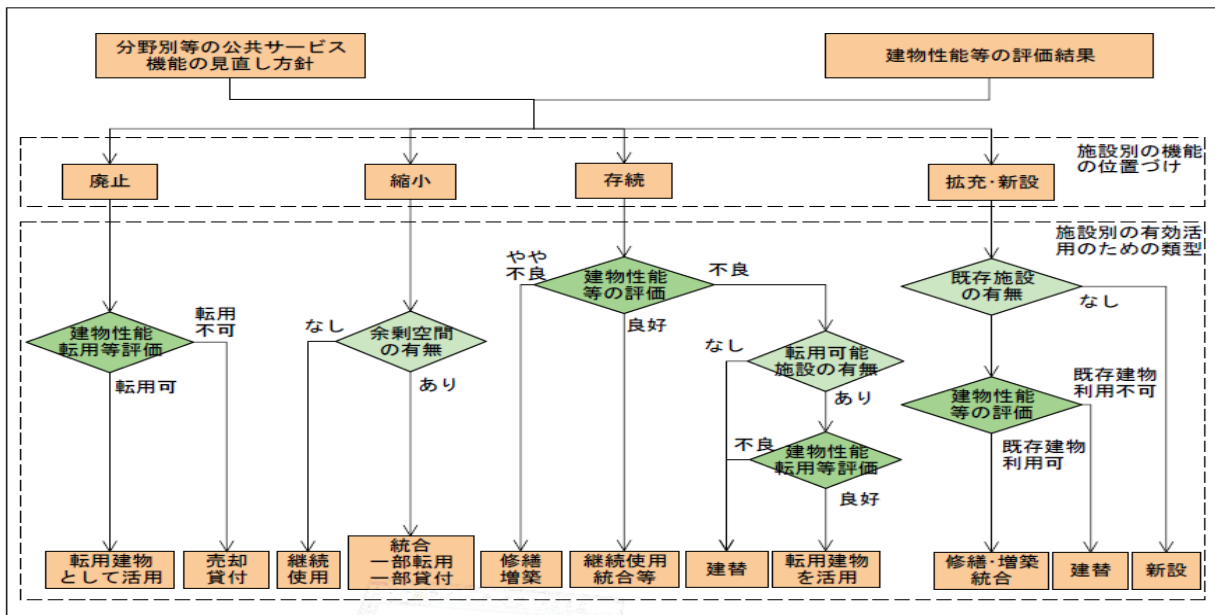 分野別等の公共サービス
機能の見直し方針
建物性能等の評価結果
施設別の機能
の位置づけ
廃止
縮小
存続
拡充・新設
施設別の有効活
用のための類型
やや
不良
建物性能
等の評価
不良
良好
既存施設
の有無
なし
建物性能
転用等評価
転用
不可
転用可
なし
余剰空間
の有無
あり
なし
転用可能
施設の有無
あり
既存建物
利用不可
建物性能
等の評価
既存建物
利用可
不良
建物性能
転用等評価
良好
転用建物
として活用
売却
貸付
継続
使用
統合
一部転用
一部貸付
修繕
増築
継続使用
統合等
建替
転用建物
を活用
修繕・増築
統合
建替
新設